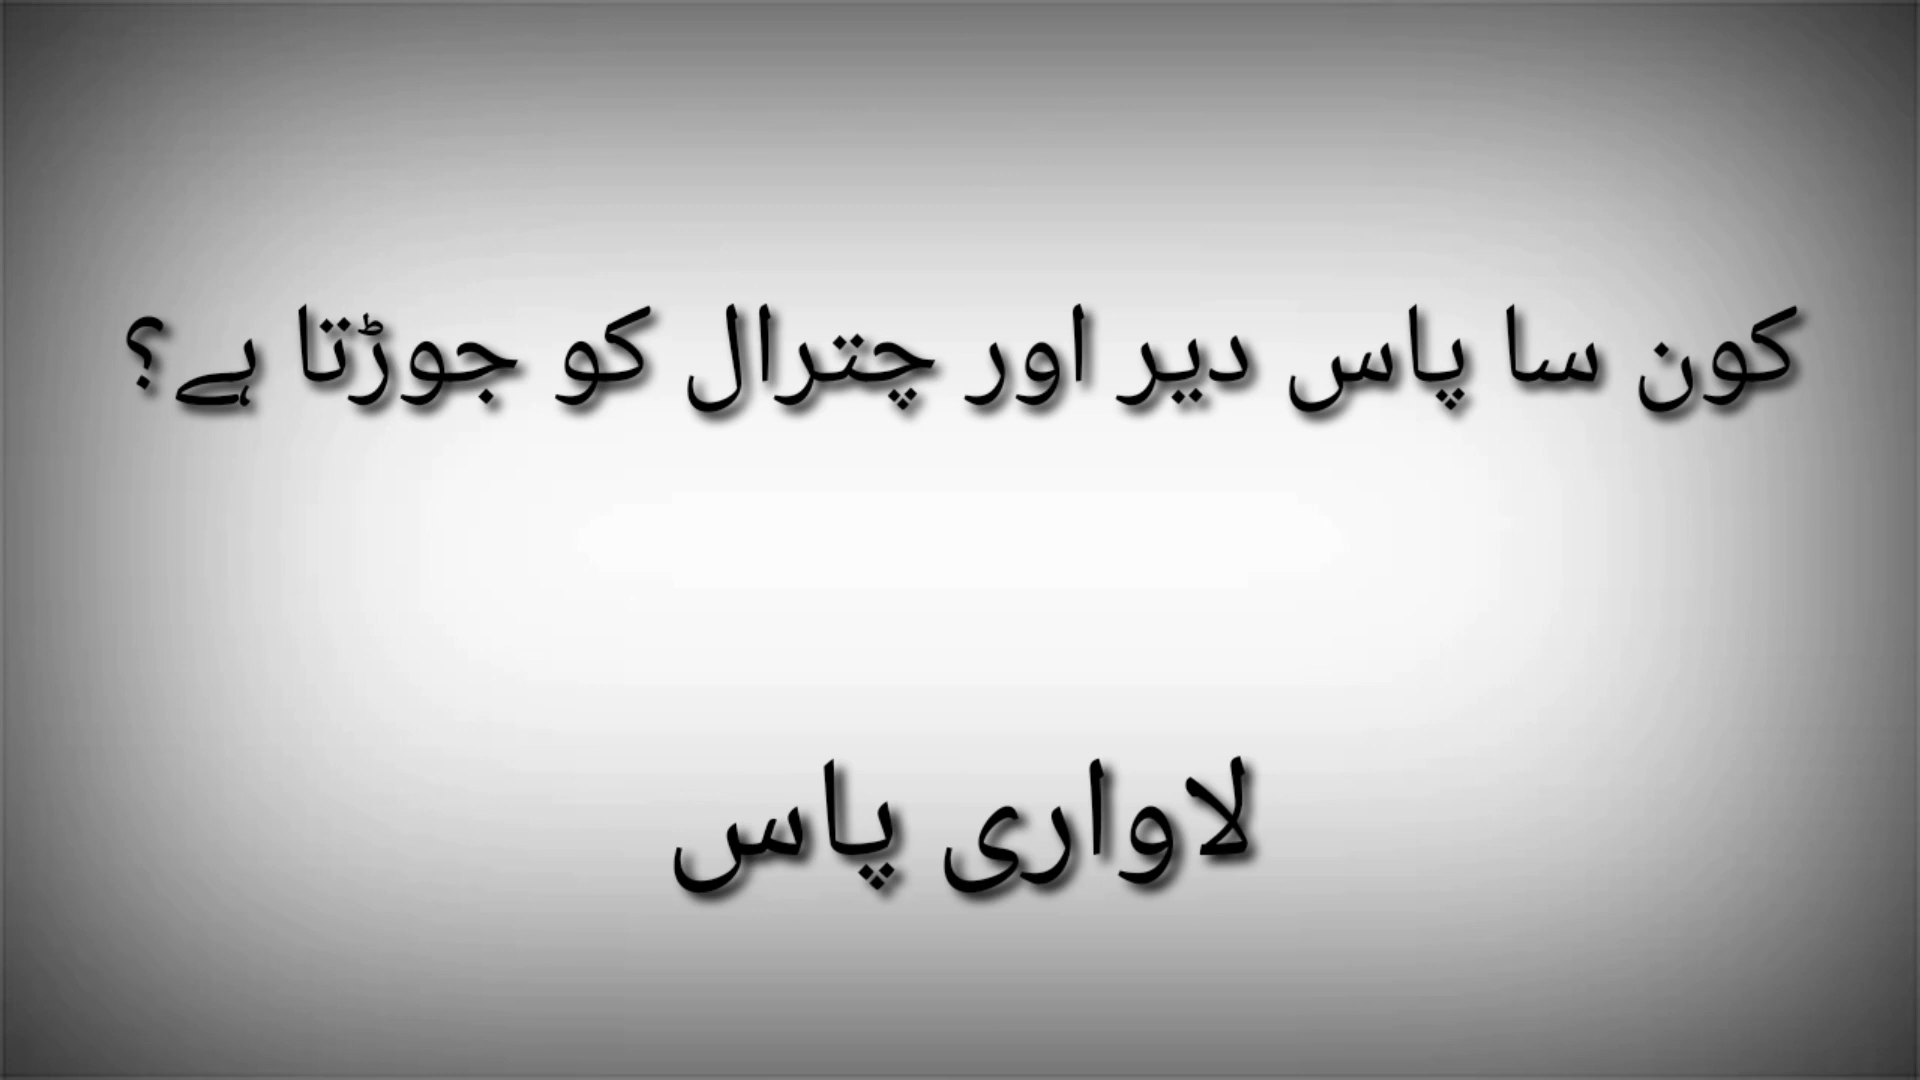 کون سا پاس دیر اور چترال کو جوڑتا ہے؟
لاواری پاس